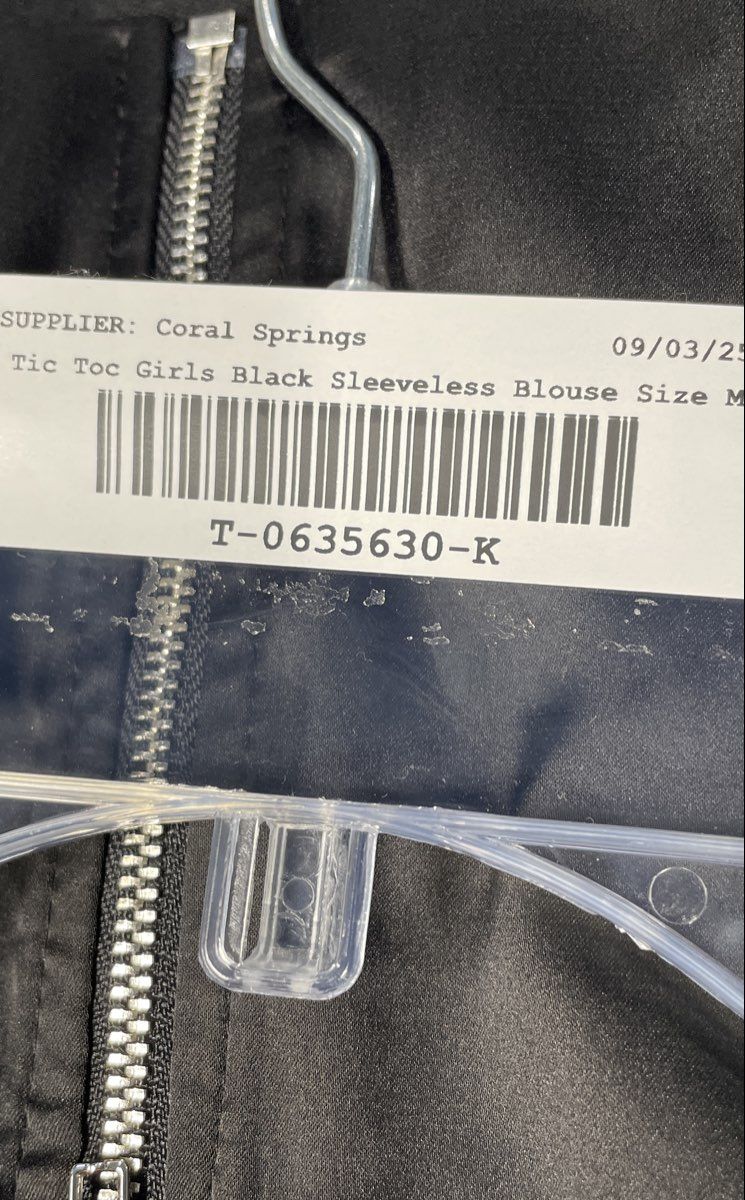 SUPPLIER: Coral Springs 09/03/25
Tic Toc Girls Black Sleeveless Blouse Size M
T-0635630-K